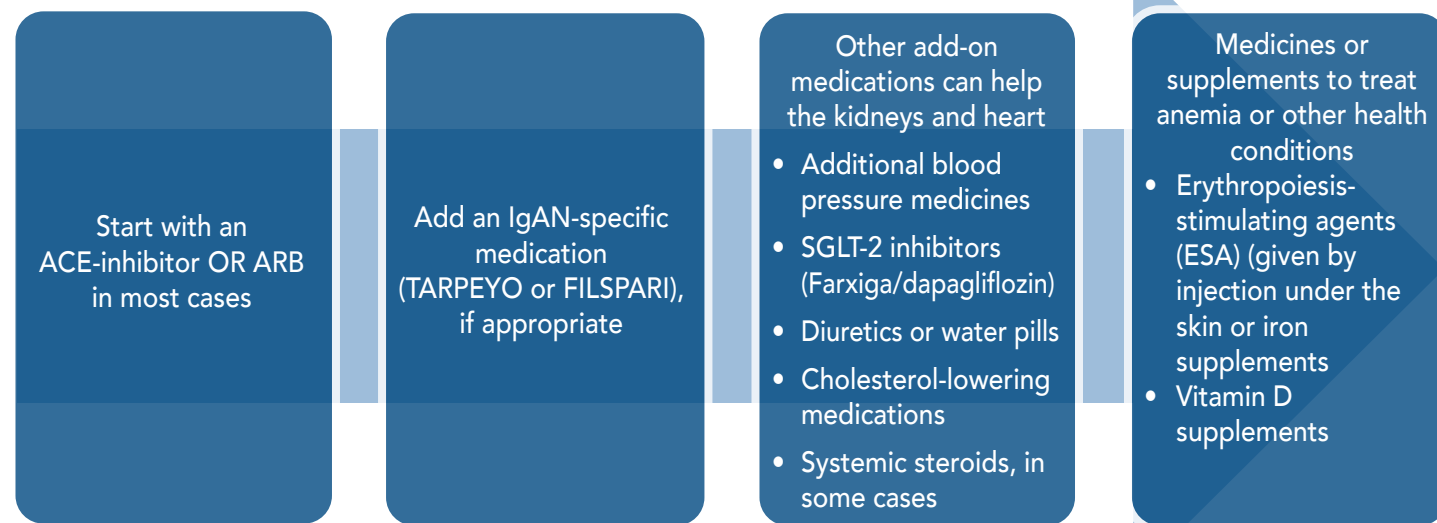 Start with an
ACE-inhibitor OR ARB
in most cases
Add an IgAN-specific
medication
(TARPEYO or FILSPARI),
if appropriate
Other add-on
medications can help
the kidneys and heart
• Additional blood
pressure medicines
• SGLT-2 inhibitors
(Farxiga/dapagliflozin)
• Diuretics or water pills
• Cholesterol-lowering
medications
• Systemic steroids, in
some cases
Medicines or
supplements to treat
anemia or other health
conditions
• Erythropoiesis-
stimulating agents
(ESA) (given by
injection under the
skin or iron
supplements
• Vitamin D
supplements